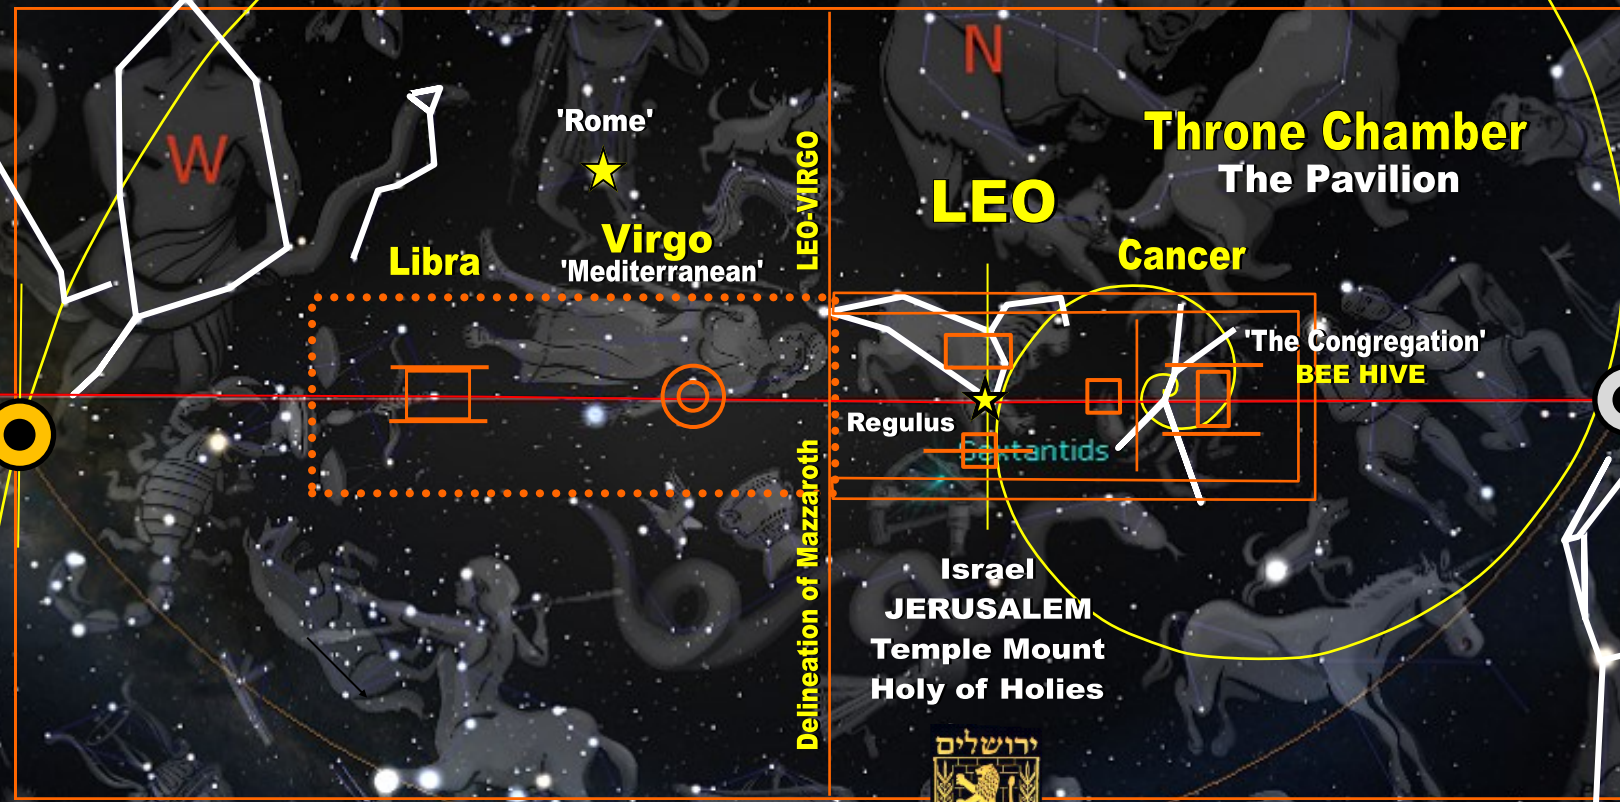 W
N
'Rome'
Throne Chamber
The Pavilion
LEO
LEO-VIRGO
Virgo
'Mediterranean'
Libra
Cancer
'The Congregation'
BEE HIVE
Regulus
Sextantids
Delineation of Mazzaroth
Israel
JERUSALEM
Temple Mount
Holy of Holies
ירושלים